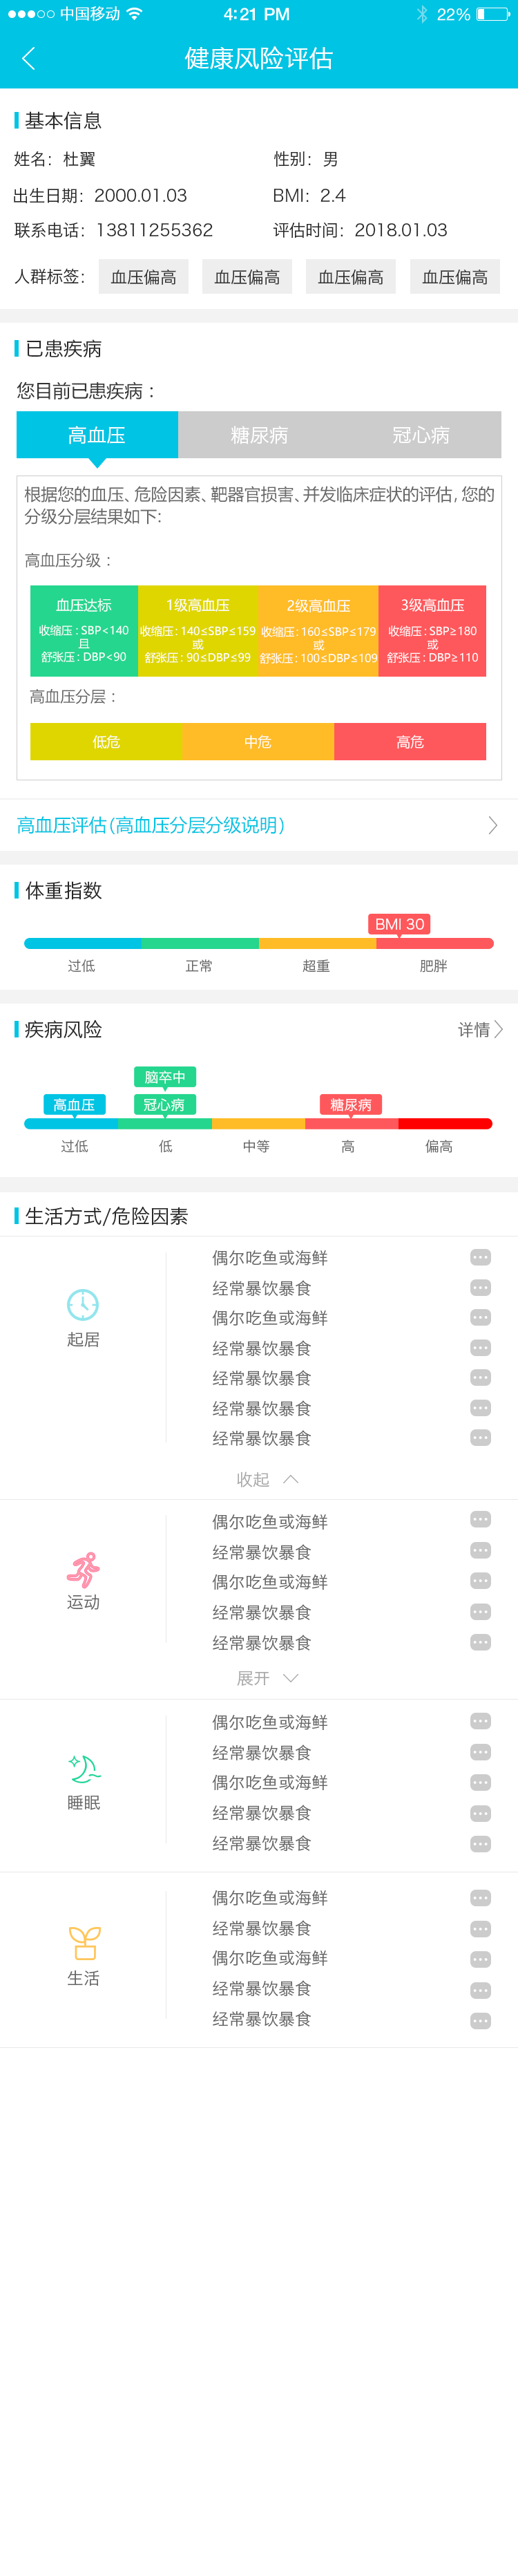 中国移动 4:21 PM 22%
健康风险评估
基本信息
姓名：杜翼 性别：男
出生日期：2000.01.03 BMI：2.4
联系电话：13811255362 评估时间：2018.01.03
人群标签： 血压偏高 血压偏高 血压偏高 血压偏高
已患疾病
您目前已患疾病：
高血压 糖尿病 冠心病
根据您的血压、危险因素、靶器官损害、并发临床症状的评估，您的
分级分层结果如下:
高血压分级：
血压达标 1级高血压 2级高血压 3级高血压
收缩压：SBP<140 收缩压：140≤SBP≤159 收缩压：160≤SBP≤179 收缩压：SBP≥180
且 或 或 或
舒张压：DBP<90 舒张压：90≤DBP≤99 舒张压：100≤DBP≤109 舒张压：DBP≥110
高血压分层：
低危 中危 高危
高血压评估(高血压分层分级说明)
体重指数
BMI 30
过低 正常 超重 肥胖
疾病风险 详情
脑卒中
高血压 冠心病 糖尿病
过低 低 中等 高 偏高
生活方式/危险因素
偶尔吃鱼或海鲜
经常暴饮暴食
偶尔吃鱼或海鲜
起居
经常暴饮暴食
经常暴饮暴食
经常暴饮暴食
经常暴饮暴食
收起
偶尔吃鱼或海鲜
经常暴饮暴食
偶尔吃鱼或海鲜
运动
经常暴饮暴食
经常暴饮暴食
展开
偶尔吃鱼或海鲜
经常暴饮暴食
偶尔吃鱼或海鲜
睡眠
经常暴饮暴食
经常暴饮暴食
偶尔吃鱼或海鲜
经常暴饮暴食
偶尔吃鱼或海鲜
生活
经常暴饮暴食
经常暴饮暴食